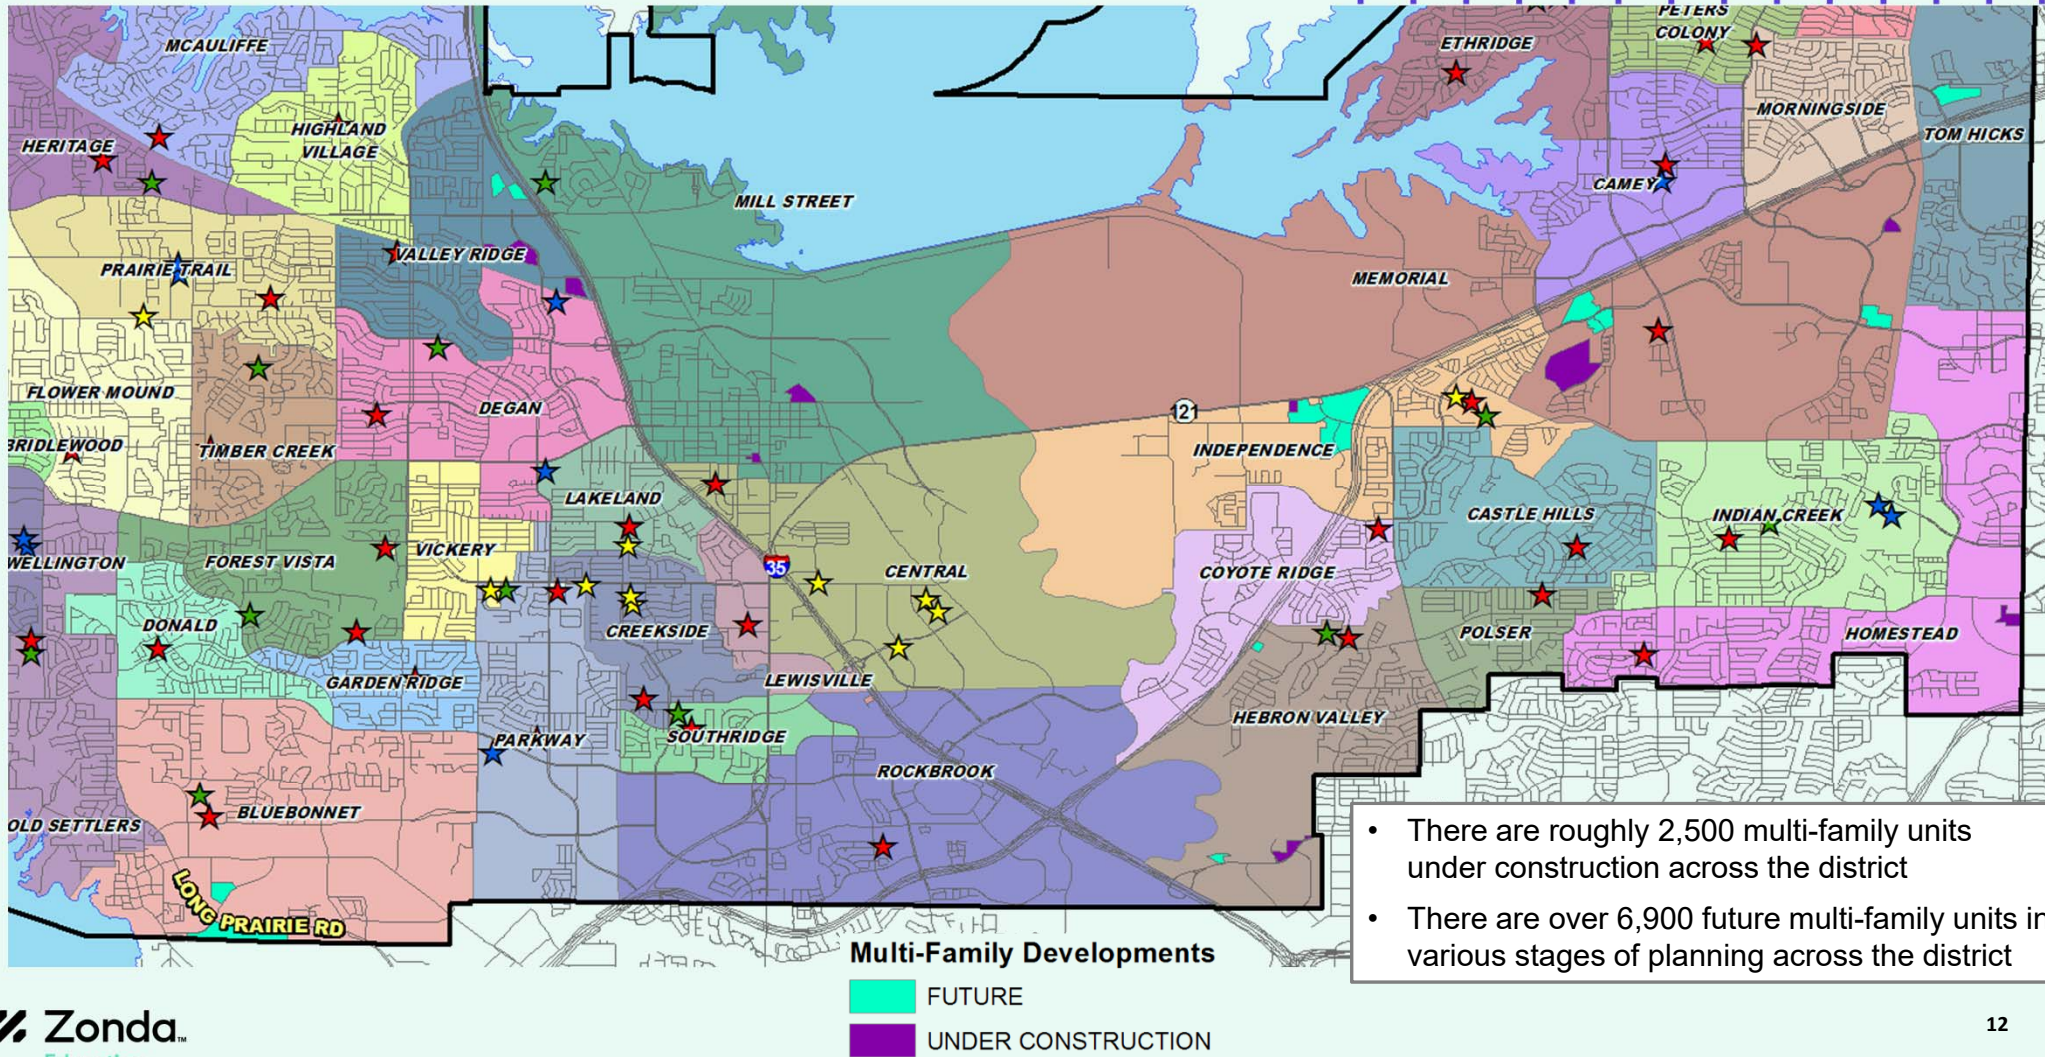 PETERS
COLONY
MCAULIFFE
ETHRIDGE
MORNINGSIDE
HIGHLAND
VILLAGE
HERITAGE
TOM HICKS
CAMEY
MILL STREET
VALLEY RIDGE
PRAIRIE TRAIL
MEMORIAL
FLOWER MOUND
DEGAN
121
BRIDLEWOOD
TIMBER CREEK
INDEPENDENCE
LAKELAND
CASTLE HILLS
INDIAN CREEK
WELLINGTON
FOREST VISTA
VICKERY
35
CENTRAL
COYOTE RIDGE
DONALD
CREEKSIDE
POLSER
HOMESTEAD
GARDEN RIDGE
LEWISVILLE
HEBRON VALLEY
PARKWAY
SOUTHRIDGE
ROCKBROOK
OLD SETTLERS
BLUEBONNET
LONG PRAIRIE RD
• There are roughly 2,500 multi-family units
under construction across the district
• There are over 6,900 future multi-family units in
various stages of planning across the district
Multi-Family Developments
FUTURE
UNDER CONSTRUCTION
Zonda™
12